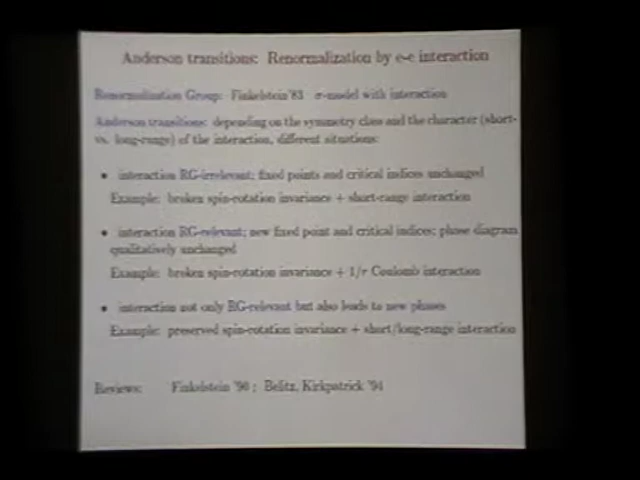 Anderson transitions: Renormalization by e-e interaction
Renormalization Group: Finkelstein'83 σ-model with interaction
Anderson transitions: depending on the symmetry class and the character (short-
vs. long-range) of the interaction, different situations:
• interaction RG-irrelevant; fixed points and critical indices unchanged
Example: broken spin-rotation invariance + short-range interaction
• interaction RG-relevant; new fixed point and critical indices; phase diagram
qualitatively unchanged
Example: broken spin-rotation invariance + 1/r Coulomb interaction
• interaction not only RG-relevant but also leads to new phases
Example: preserved spin-rotation invariance + short/long-range interaction
Reviews: Finkelstein '90 ; Belitz, Kirkpatrick '94